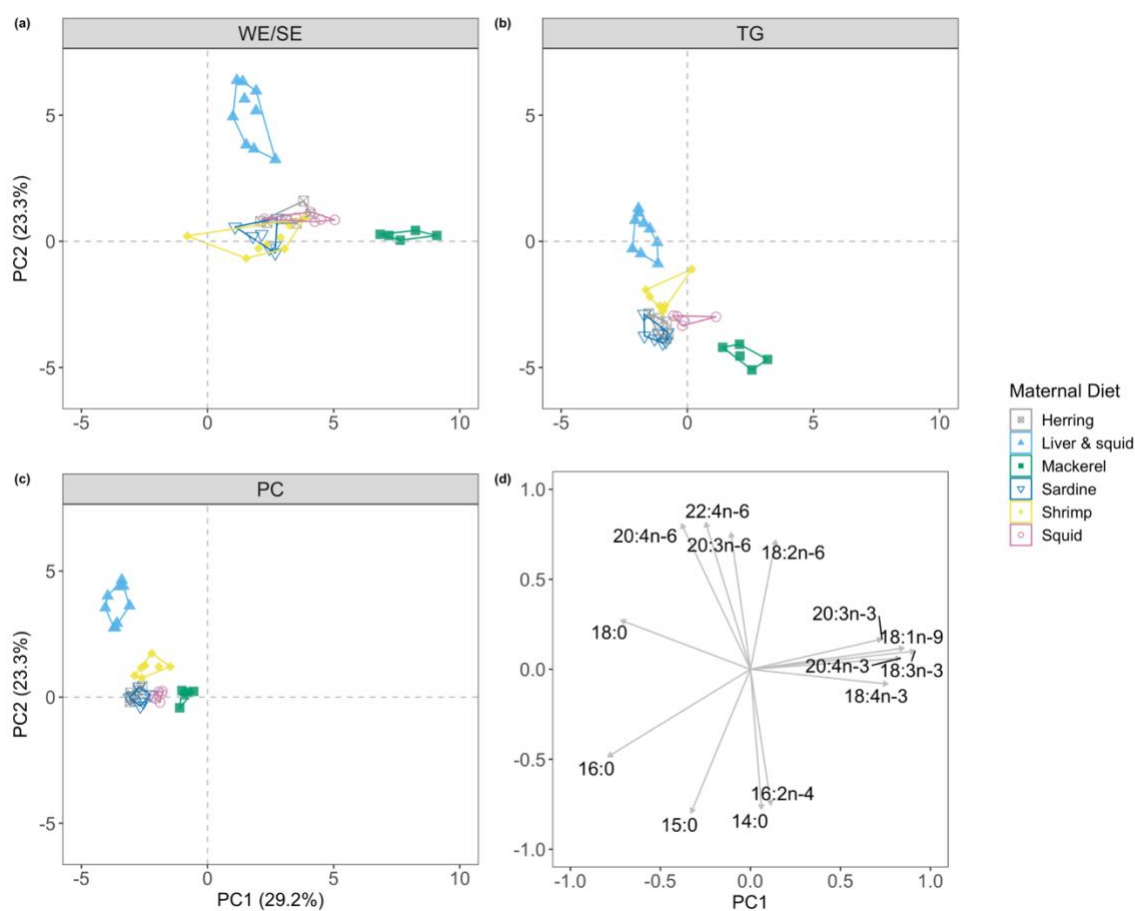 (a)
WE/SE
(b)
TG
5
0
-5
PC2 (23.3%)
-5
0
5
10
5
0
-5
-5
0
5
10
Maternal Diet
Herring
Liver & squid
Mackerel
Sardine
Shrimp
Squid
(c)
PC
5
0
-5
PC2 (23.3%)
-5
0
5
10
PC1 (29.2%)
(d)
1.0
0.5
0.0
-0.5
-1.0
22:4n-6
20:4n-6
20:3n-6
18:2n-6
20:3n-3
18:0
18:1n-9
20:4n-3
18:3n-3
18:4n-3
16:0
16:2n-4
15:0
14:0
-1.0
-0.5
0.0
0.5
1.0
PC1